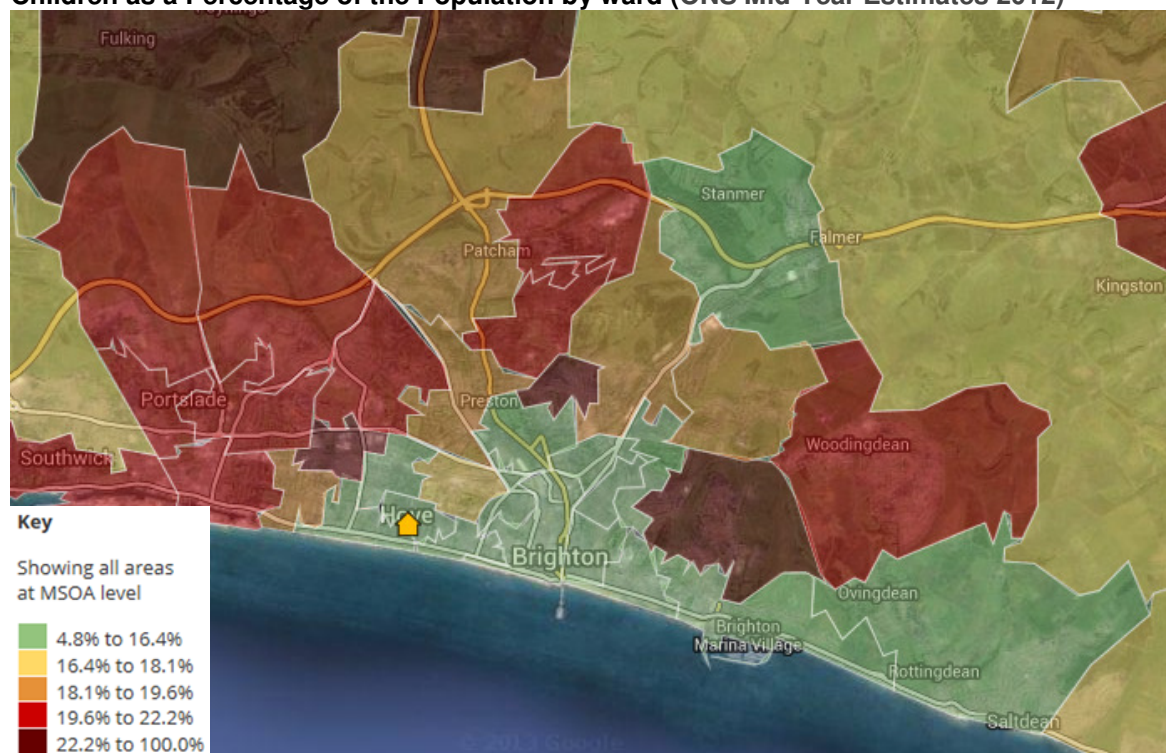 Children as a Percentage of the Population by ward (ONS Mid Year Estimates 2012)
Fulking
Stanmer
Falmer
Patcham
Kingston
Preston
Portslade
Woodingdean
Southwick
Hove
Brighton
Ovingdean
Brighton
Marina Village
Rottingdean
Saltdean
Key
Showing all areas
at MSOA level
4.8% to 16.4%
16.4% to 18.1%
18.1% to 19.6%
19.6% to 22.2%
22.2% to 100.0%
© 2013 Google